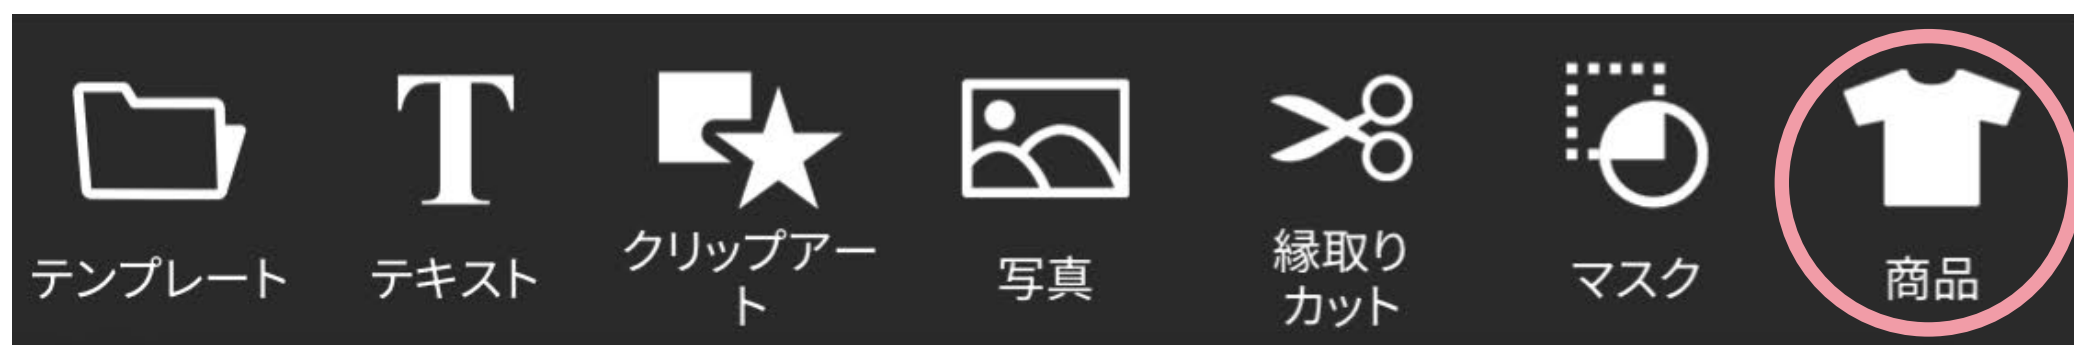 テンプレート
テキスト
クリップアー
ト
写真
縁取り
カット
マスク
商品